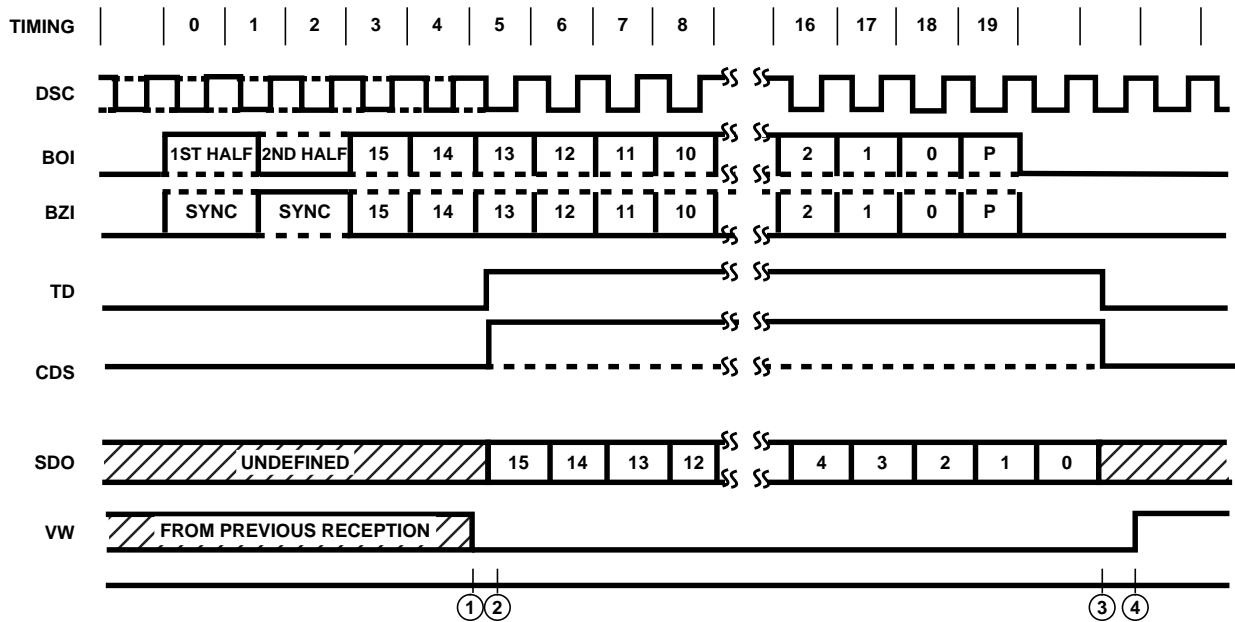 TIMING 0 1 2 3 4 5 6 7 8 16 17 18 19
DSC
BOI 1ST HALF 2ND HALF 15 14 13 12 11 10 2 1 0 P
BZI SYNC SYNC 15 14 13 12 11 10 2 1 0 P
TD
CDS
SDO UNDEFINED 15 14 13 12 4 3 2 1 0
VW FROM PREVIOUS RECEPTION
1 2 3 4